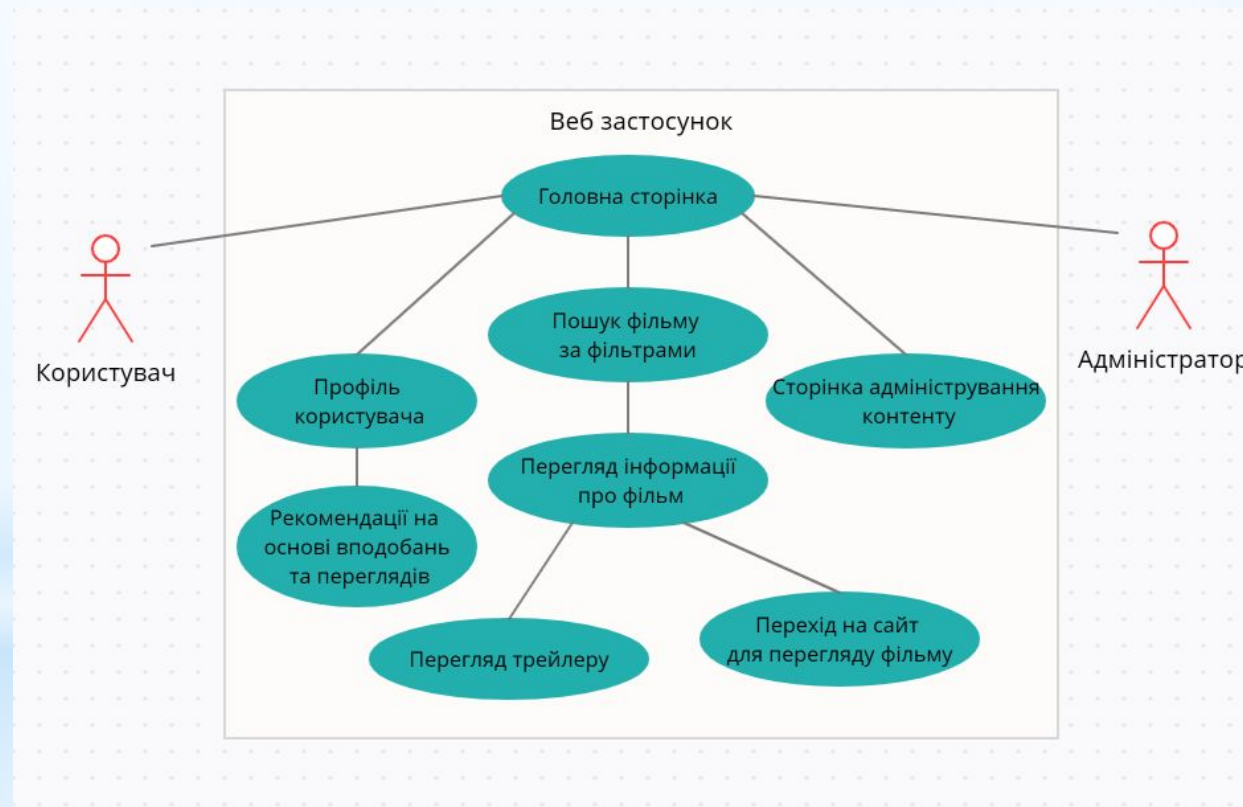 Веб застосунок
Головна сторінка
Користувач
Адміністратор
Пошук фільму
за фільтрами
Профіль
користувача
Сторінка адміністрування
контенту
Перегляд інформації
про фільм
Рекомендації на
основі вподобань
та переглядів
Перегляд трейлеру
Перехід на сайт
для перегляду фільму